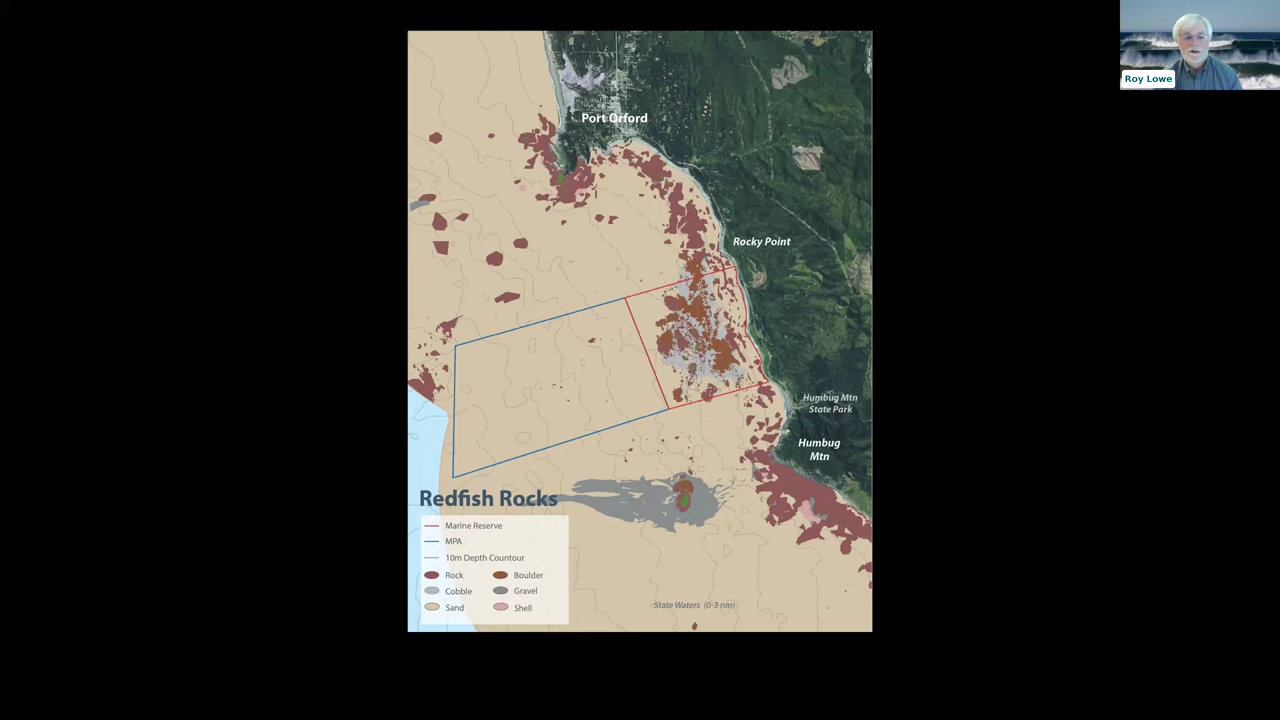 Roy Lowe
Port Orford
Rocky Point
Humbug Mtn
State Park
Humbug
Mtn
Redfish Rocks
Marine Reserve
MPA
10m Depth Countour
Rock
Boulder
Cobble
Gravel
Sand
Shell
State Waters (0-3 nm)